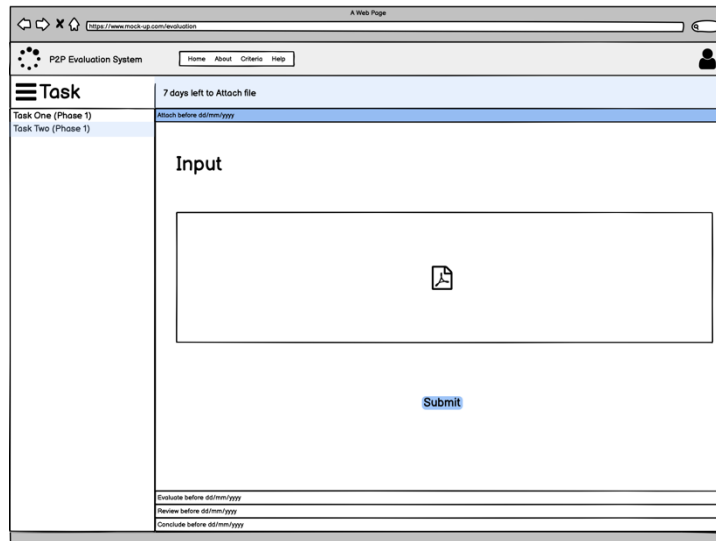 A Web Page
https://www.mock-up.com/evaluation
P2P Evaluation System
Home About Criteria Help
Task
7 days left to Attach file
Task One (Phase 1)
Attach before dd/mm/yyyy
Task Two (Phase 1)
Input
Submit
Evaluate before dd/mm/yyyy
Review before dd/mm/yyyy
Conclude before dd/mm/yyyy